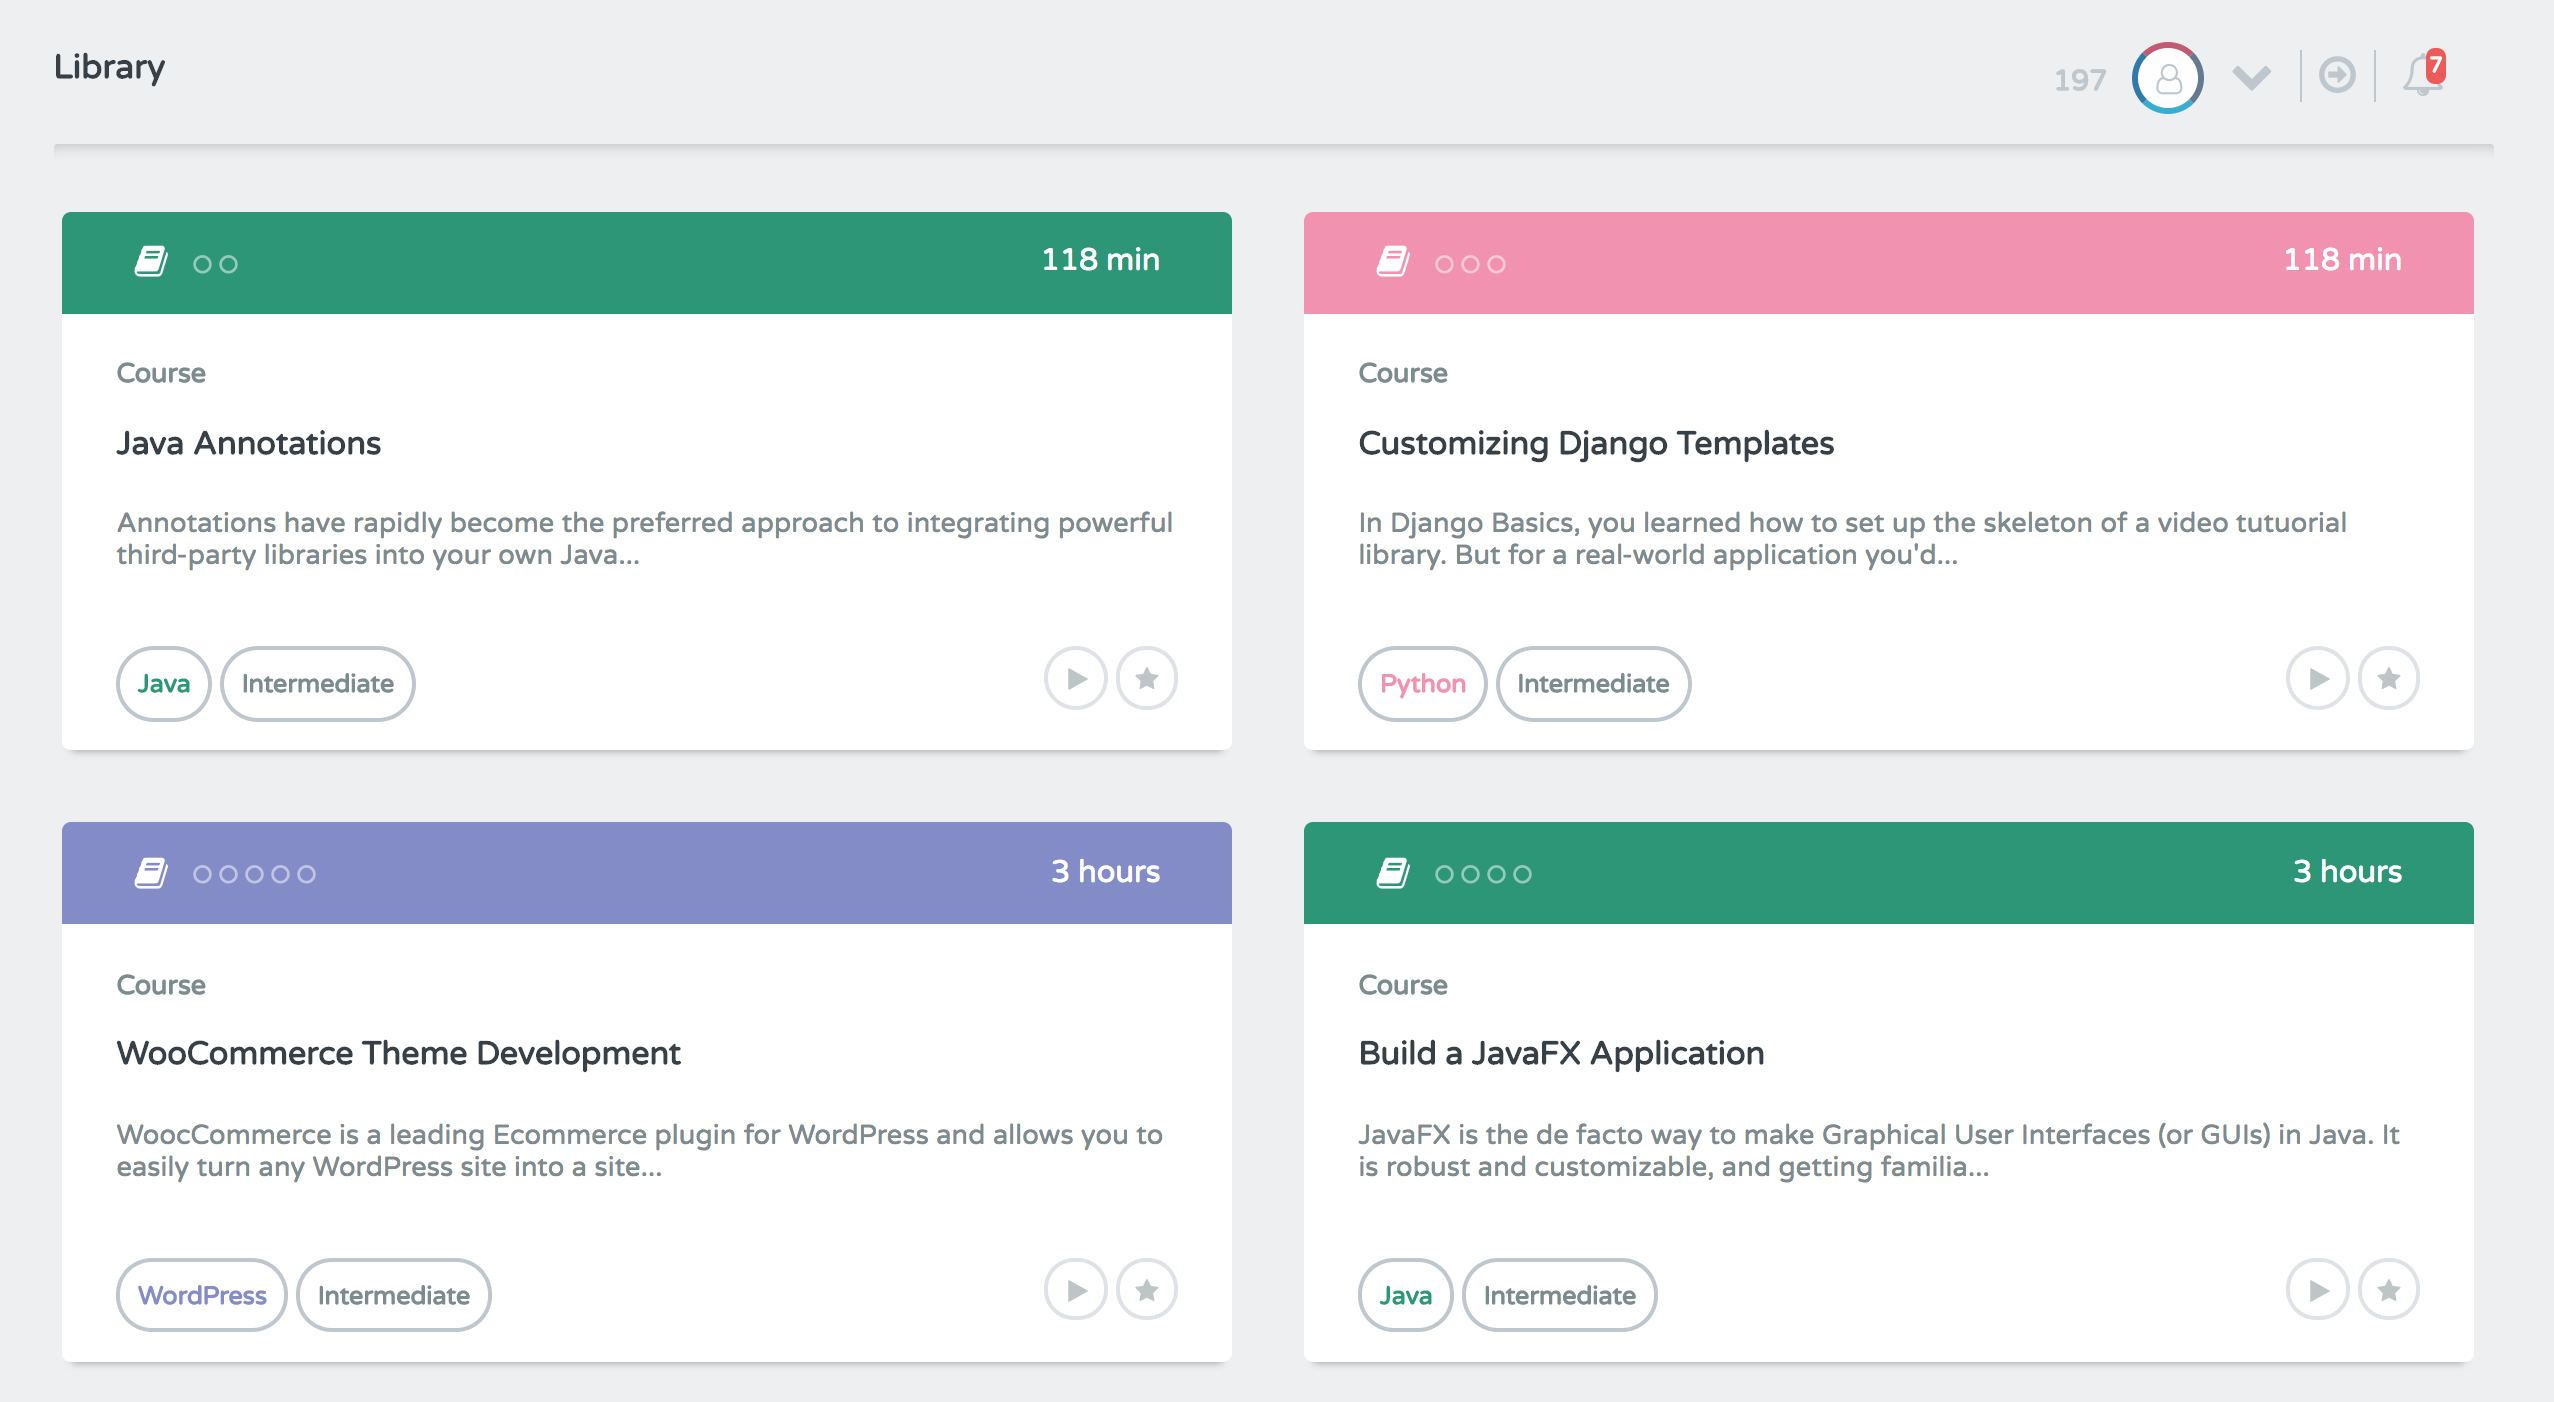 Library
197
7
118 min
Course
Java Annotations
Annotations have rapidly become the preferred approach to integrating powerful
third-party libraries into your own Java...
Java
Intermediate
118 min
Course
Customizing Django Templates
In Django Basics, you learned how to set up the skeleton of a video tutuorial
library. But for a real-world application you'd...
Python
Intermediate
3 hours
Course
WooCommerce Theme Development
WoocCommerce is a leading Ecommerce plugin for WordPress and allows you to
easily turn any WordPress site into a site...
WordPress
Intermediate
3 hours
Course
Build a JavaFX Application
JavaFX is the de facto way to make Graphical User Interfaces (or GUIs) in Java. It
is robust and customizable, and getting familia...
Java
Intermediate